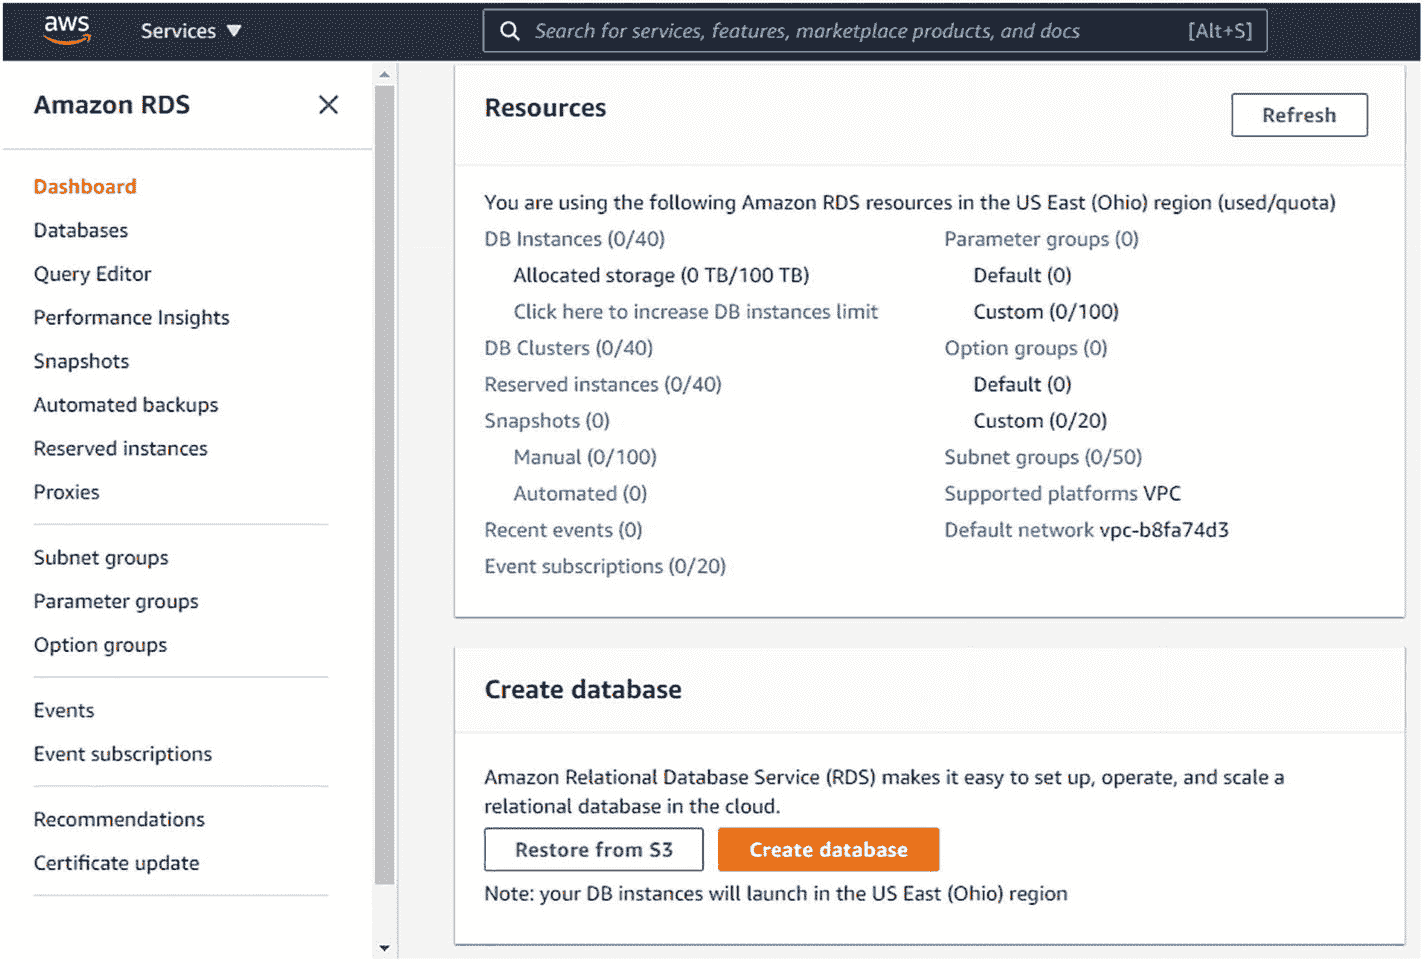 aws Services Search for services, features, marketplace products, and docs [Alt+S]
Amazon RDS
Dashboard
Databases
Query Editor
Performance Insights
Snapshots
Automated backups
Reserved instances
Proxies
Subnet groups
Parameter groups
Option groups
Events
Event subscriptions
Recommendations
Certificate update
Resources
Refresh
You are using the following Amazon RDS resources in the US East (Ohio) region (used/quota)
DB Instances (0/40)
Allocated storage (0 TB/100 TB)
Click here to increase DB instances limit
DB Clusters (0/40)
Reserved instances (0/40)
Snapshots (0)
Manual (0/100)
Automated (0)
Recent events (0)
Event subscriptions (0/20)
Parameter groups (0)
Default (0)
Custom (0/100)
Option groups (0)
Default (0)
Custom (0/20)
Subnet groups (0/50)
Supported platforms VPC
Default network vpc-b8fa74d3
Create database
Amazon Relational Database Service (RDS) makes it easy to set up, operate, and scale a
relational database in the cloud.
Restore from S3 Create database
Note: your DB instances will launch in the US East (Ohio) region